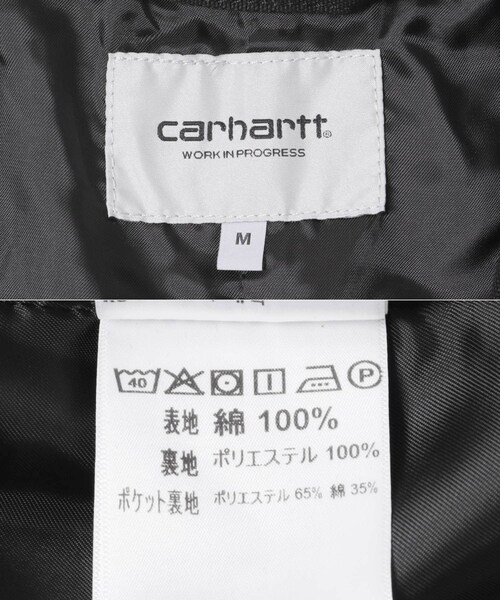 carhartt®
WORK IN PROGRESS
M
40 P
表地 綿 100%
裏地 ポリエステル 100%
ポケット裏地 ポリエステル 65% 綿 35%